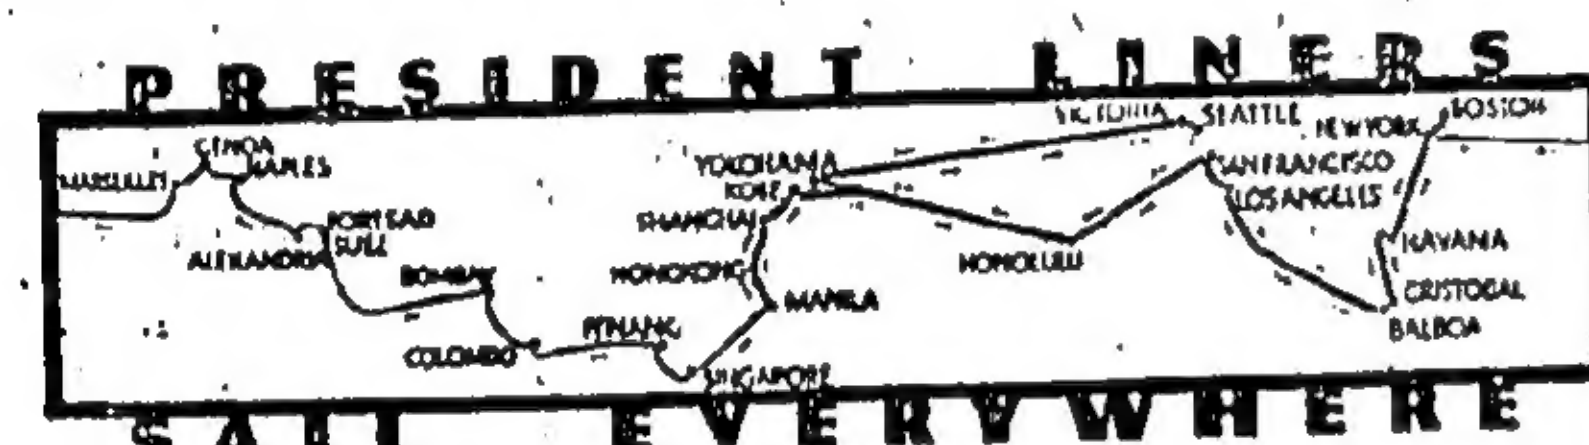 PRESIDENT LINERS
VICTORIA
SEATTLE
NEW YORK
BOSTON
GENOA
MARSEILLES
NAPLES
YOKOHAMA
KOBE
SAN FRANCISCO
LOS ANGELES
PORT SAID
SUEZ
SHANGHAI
ALEXANDRIA
HAVANA
BOMBAY
HONGKONG
HONOLULU
MANILA
CRISTOBAL
BALBOA
COLOMBO
PENANG
SINGAPORE
SAIL EVERYWHERE